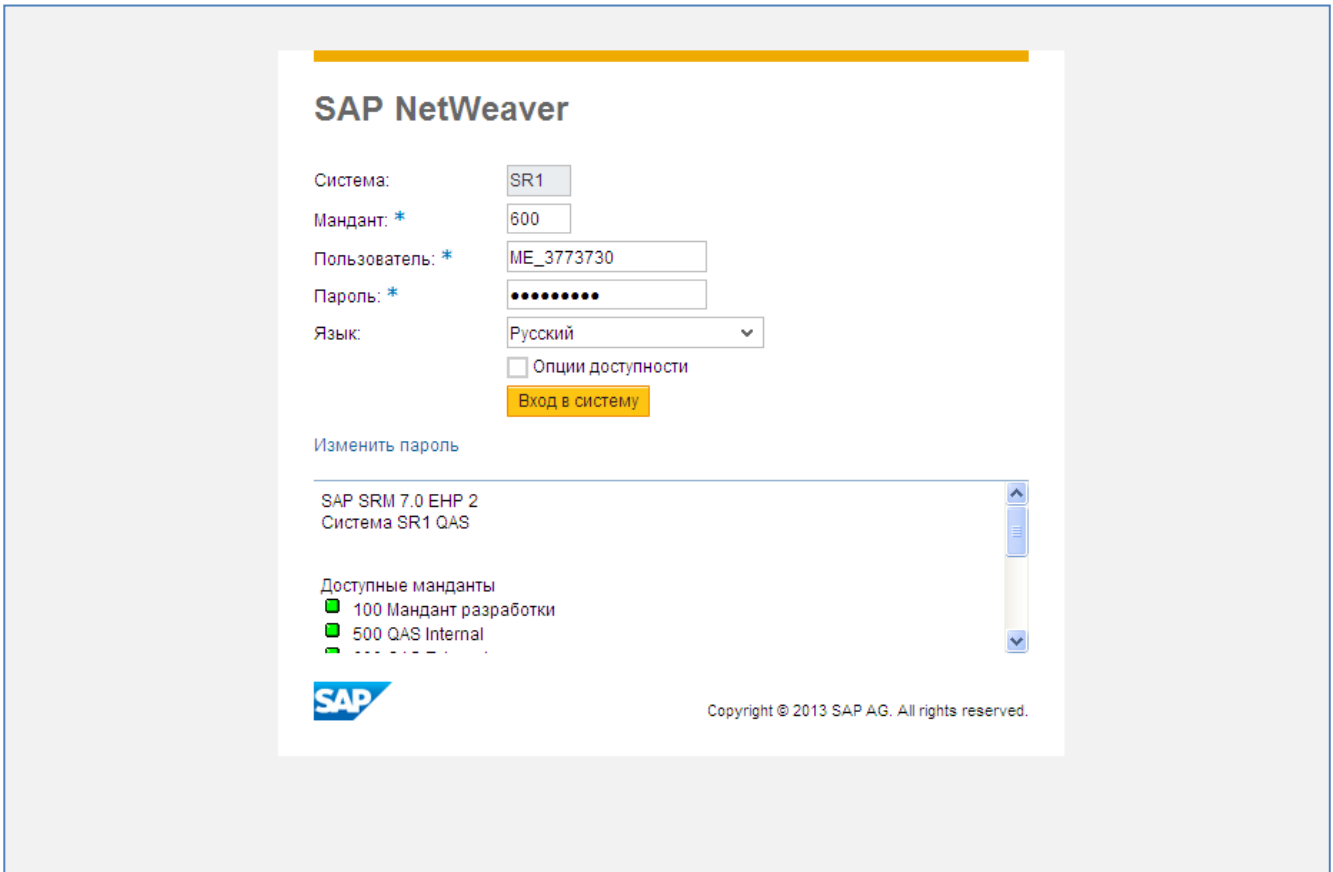 SAP NetWeaver
Система: SR1
Мандант: * 600
Пользователь: * ME_3773730
Пароль: * •••••••••
Язык: Русский
Опции доступности
Вход в систему
Изменить пароль
SAP SRM 7.0 EHP 2
Система SR1 QAS
Доступные манданты
100 Мандант разработки
500 QAS Internal
SAP
Copyright © 2013 SAP AG. All rights reserved.